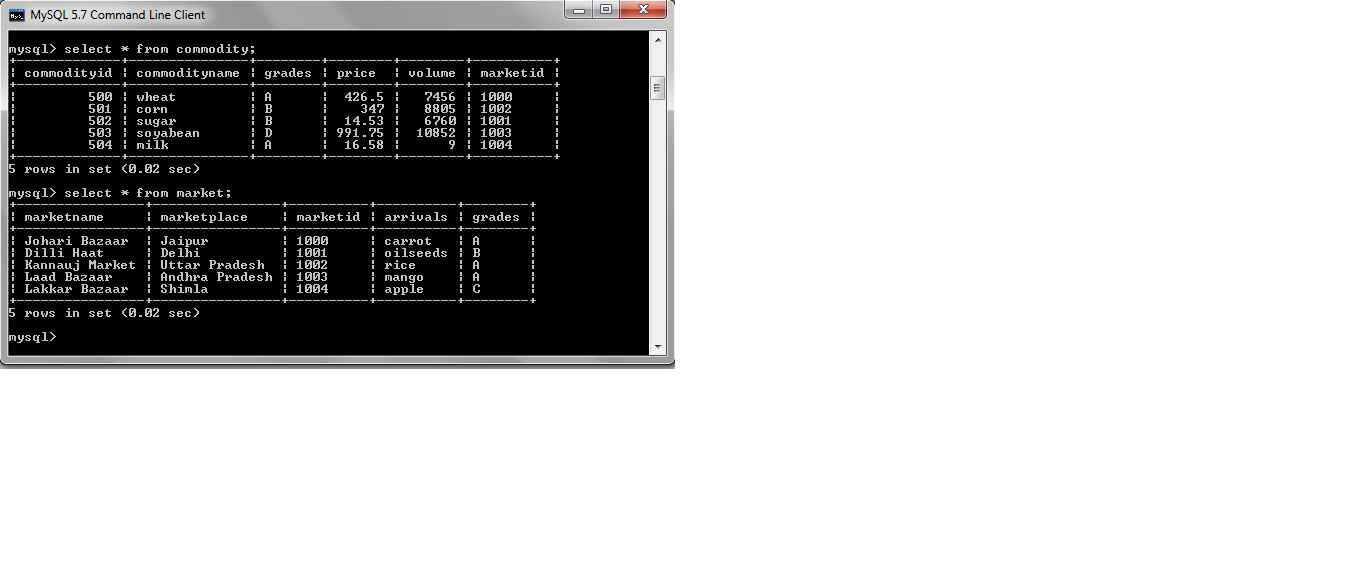 MySQL 5.7 Command Line Client
mysql> select * from commodity;
+-------------+---------------+--------+--------+--------+----------+
| commodityid | commodityname | grades | price  | volume | marketid |
+-------------+---------------+--------+--------+--------+----------+
|         500 | wheat         | A      |  426.5 |   7456 | 1000     |
|         501 | corn          | B      |    347 |   8805 | 1002     |
|         502 | sugar         | B      |  14.53 |   6760 | 1001     |
|         503 | soyabean      | D      | 991.75 |  10852 | 1003     |
|         504 | milk          | A      |  16.58 |      9 | 1004     |
+-------------+---------------+--------+--------+--------+----------+
5 rows in set (0.02 sec)
mysql> select * from market;
+----------------+----------------+----------+----------+--------+
| marketname     | marketplace    | marketid | arrivals | grades |
+----------------+----------------+----------+----------+--------+
| Johari Bazaar  | Jaipur         | 1000     | carrot   | A      |
| Dilli Haat     | Delhi          | 1001     | oilseeds | B      |
| Kannauj Market | Uttar Pradesh  | 1002     | rice     | A      |
| Laad Bazaar    | Andhra Pradesh | 1003     | mango    | A      |
| Lakkar Bazaar  | Shimla         | 1004     | apple    | C      |
+----------------+----------------+----------+----------+--------+
5 rows in set (0.02 sec)
mysql>